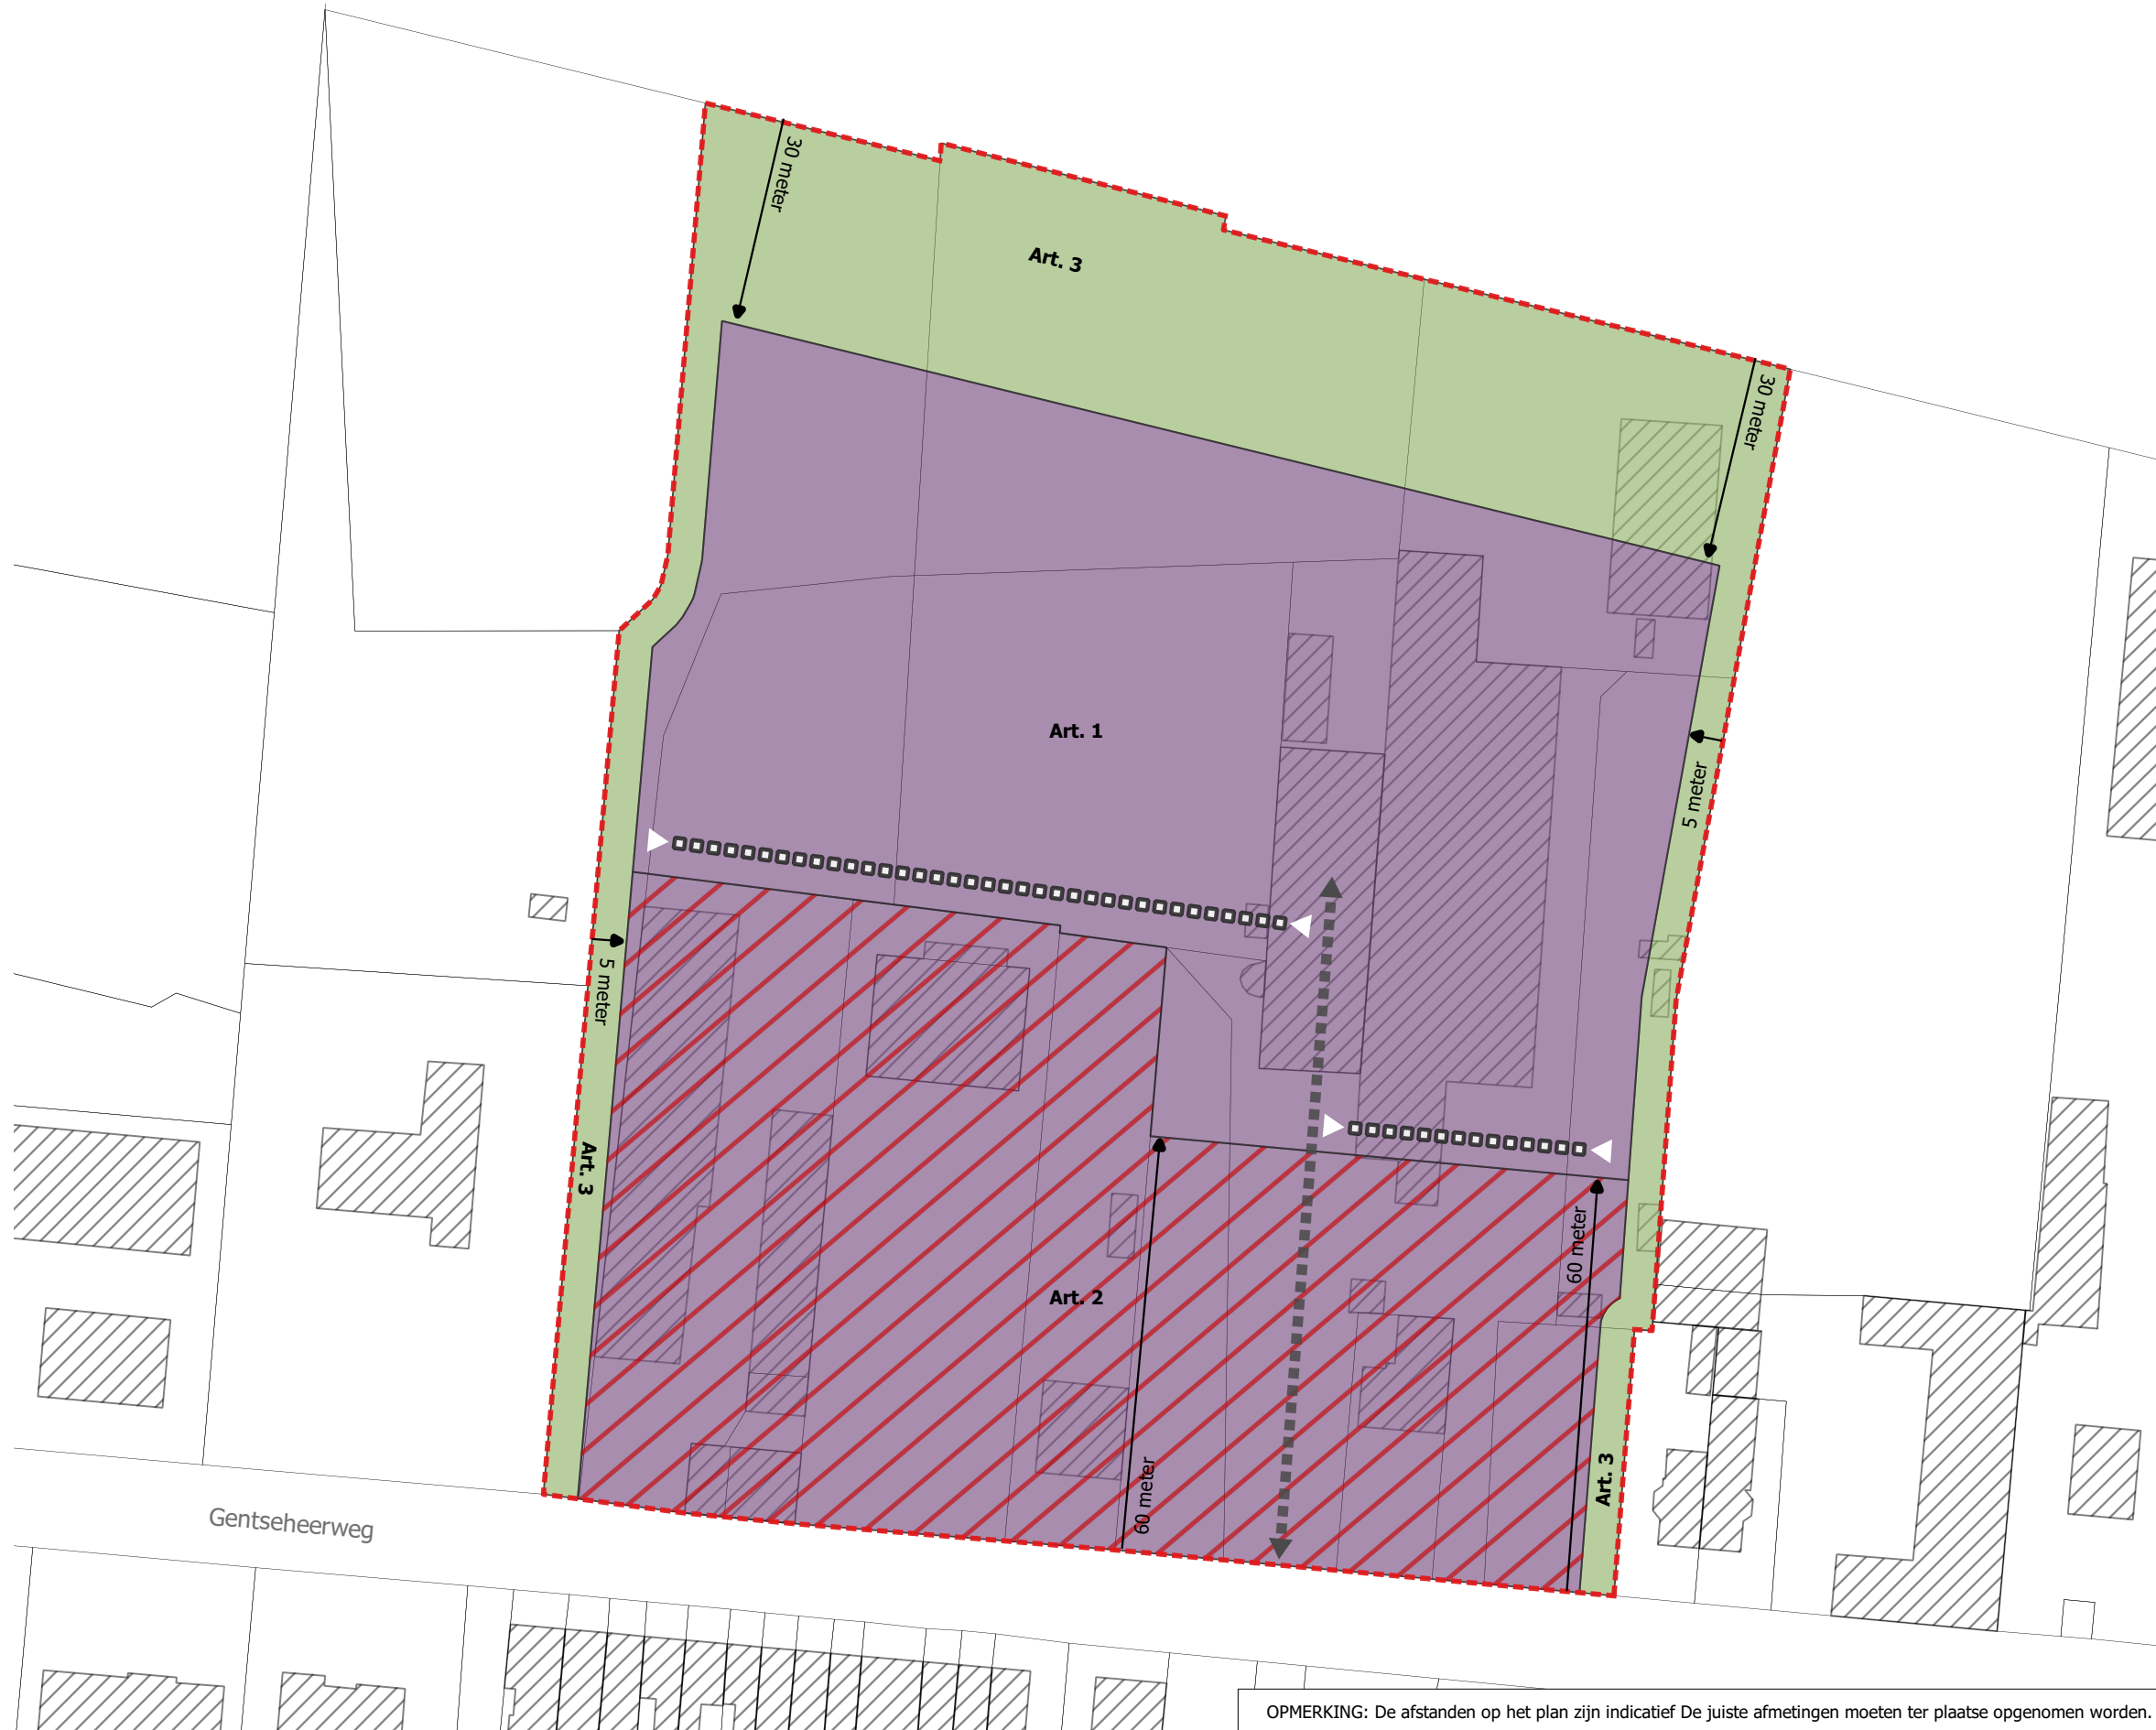 30 meter
Art. 3
30 meter
Art. 1
5 meter
5 meter
Art. 3
60 meter
Art. 2
60 meter
Art. 3
Gentseheerweg
OPMERKING: De afstanden op het plan zijn indicatief De juiste afmetingen moeten ter plaatse opgenomen worden.